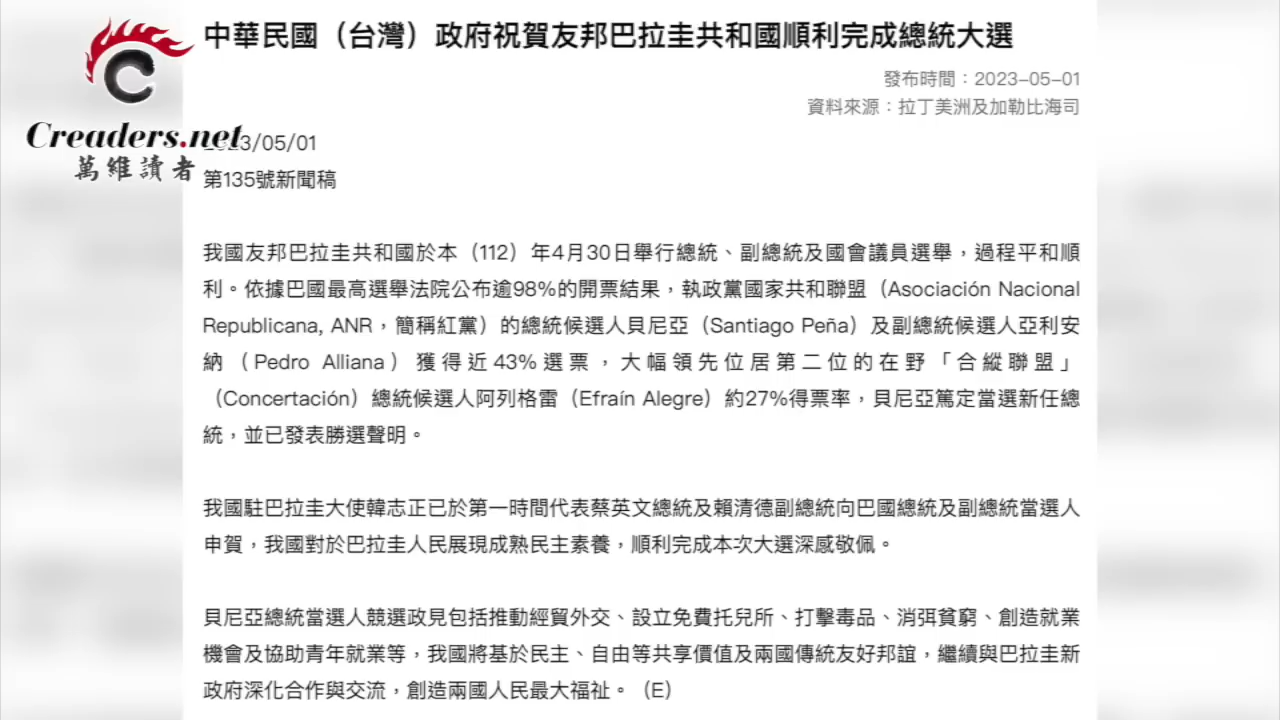 中華民國（台灣）政府祝賀友邦巴拉圭共和國順利完成總統大選
發布時間：2023-05-01
資料來源：拉丁美洲及加勒比海司
Creaders.net
萬維讀者
2023/05/01
第135號新聞稿
我國友邦巴拉圭共和國於本（112）年4月30日舉行總統、副總統及國會議員選舉，過程平和順
利。依據巴國最高選舉法院公布逾98%的開票結果，執政黨國家共和聯盟（Asociación Nacional
Republicana, ANR，簡稱紅黨）的總統候選人貝尼亞（Santiago Peña）及副總統候選人亞利安
納（Pedro Alliana）獲得近43%選票，大幅領先位居第二位的在野「合縱聯盟」
（Concertación）總統候選人阿列格雷（Efraín Alegre）約27%得票率，貝尼亞篤定當選新任總
統，並已發表勝選聲明。
我國駐巴拉圭大使韓志正已於第一時間代表蔡英文總統及賴清德副總統向巴國總統及副總統當選人
申賀，我國對於巴拉圭人民展現成熟民主素養，順利完成本次大選深感敬佩。
貝尼亞總統當選人競選政見包括推動經貿外交、設立免費托兒所、打擊毒品、消弭貧窮、創造就業
機會及協助青年就業等，我國將基於民主、自由等共享價值及兩國傳統友好邦誼，繼續與巴拉圭新
政府深化合作與交流，創造兩國人民最大福祉。（E）